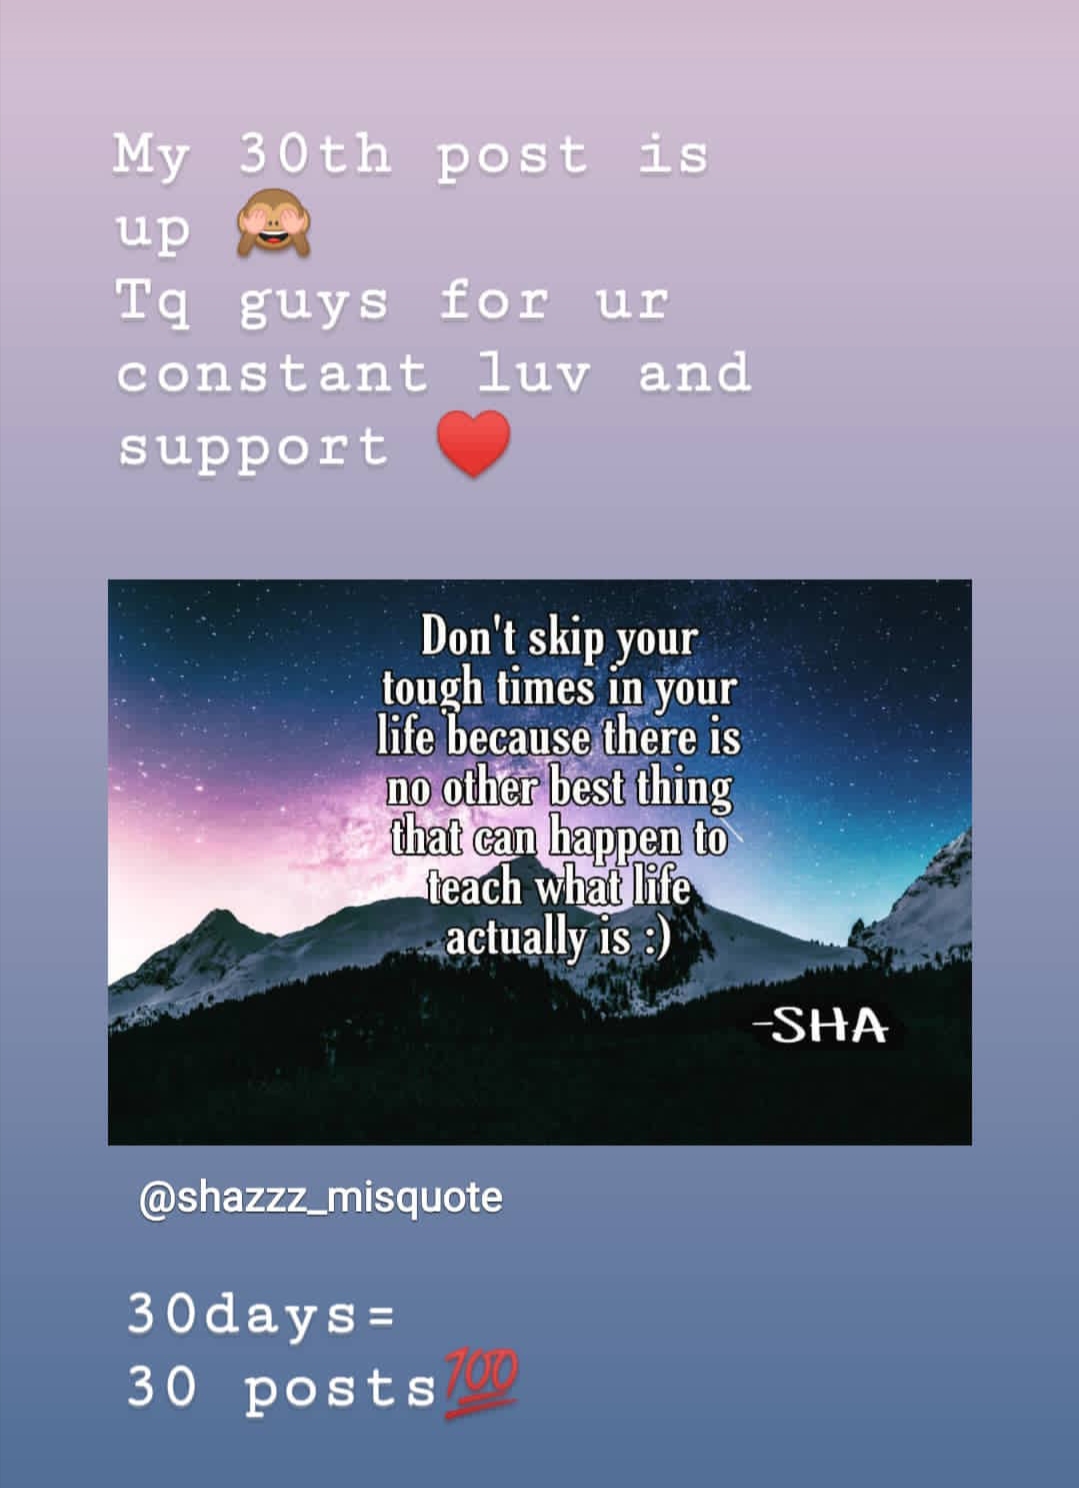 My 30th post is
up 🙈
Tq guys for ur
constant luv and
support ♥️
Don't skip your
tough times in your
life because there is
no other best thing
that can happen to
teach what life
actually is :)
-SHA
@shazzz_misquote
30days=
30 posts💯